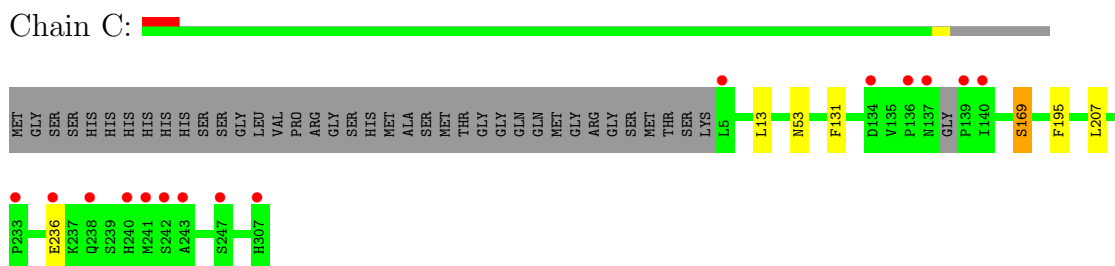 Chain C:
MET GLY SER SER HIS HIS HIS HIS HIS HIS SER SER GLY LEU VAL PRO ARG GLY SER HIS MET ALA SER MET THR GLY GLY GLN GLN MET GLY ARG GLY SER MET THR SER LYS L5 L13 N53 F131 D134 V135 P136 N137 GLY P139 I140 S169 F195 L207
P233 E236 K237 Q238 S239 H240 M241 S242 A243 S247 H307